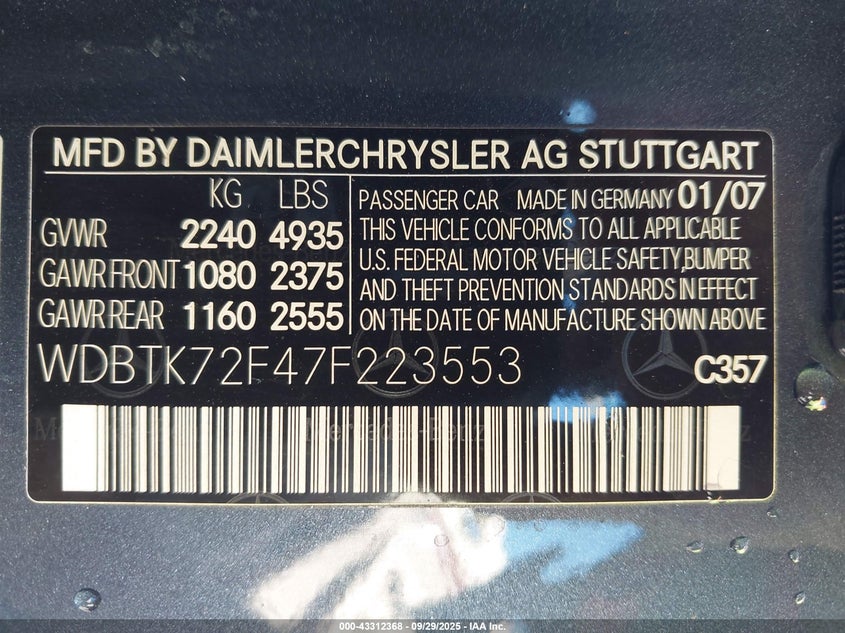 MFD BY DAIMLERCHRYSLER AG STUTTGART
KG LBS
GVWR 2240 4935
GAWR FRONT 1080 2375
GAWR REAR 1160 2555
PASSENGER CAR MADE IN GERMANY 01/07
THIS VEHICLE CONFORMS TO ALL APPLICABLE
U.S. FEDERAL MOTOR VEHICLE SAFETY,BUMPER
AND THEFT PREVENTION STANDARDS IN EFFECT
ON THE DATE OF MANUFACTURE SHOWN ABOVE
WDBTK72F47F223553 C357
Mercedes-Benz
000-43312368 - 09/29/2025 - IAA Inc.